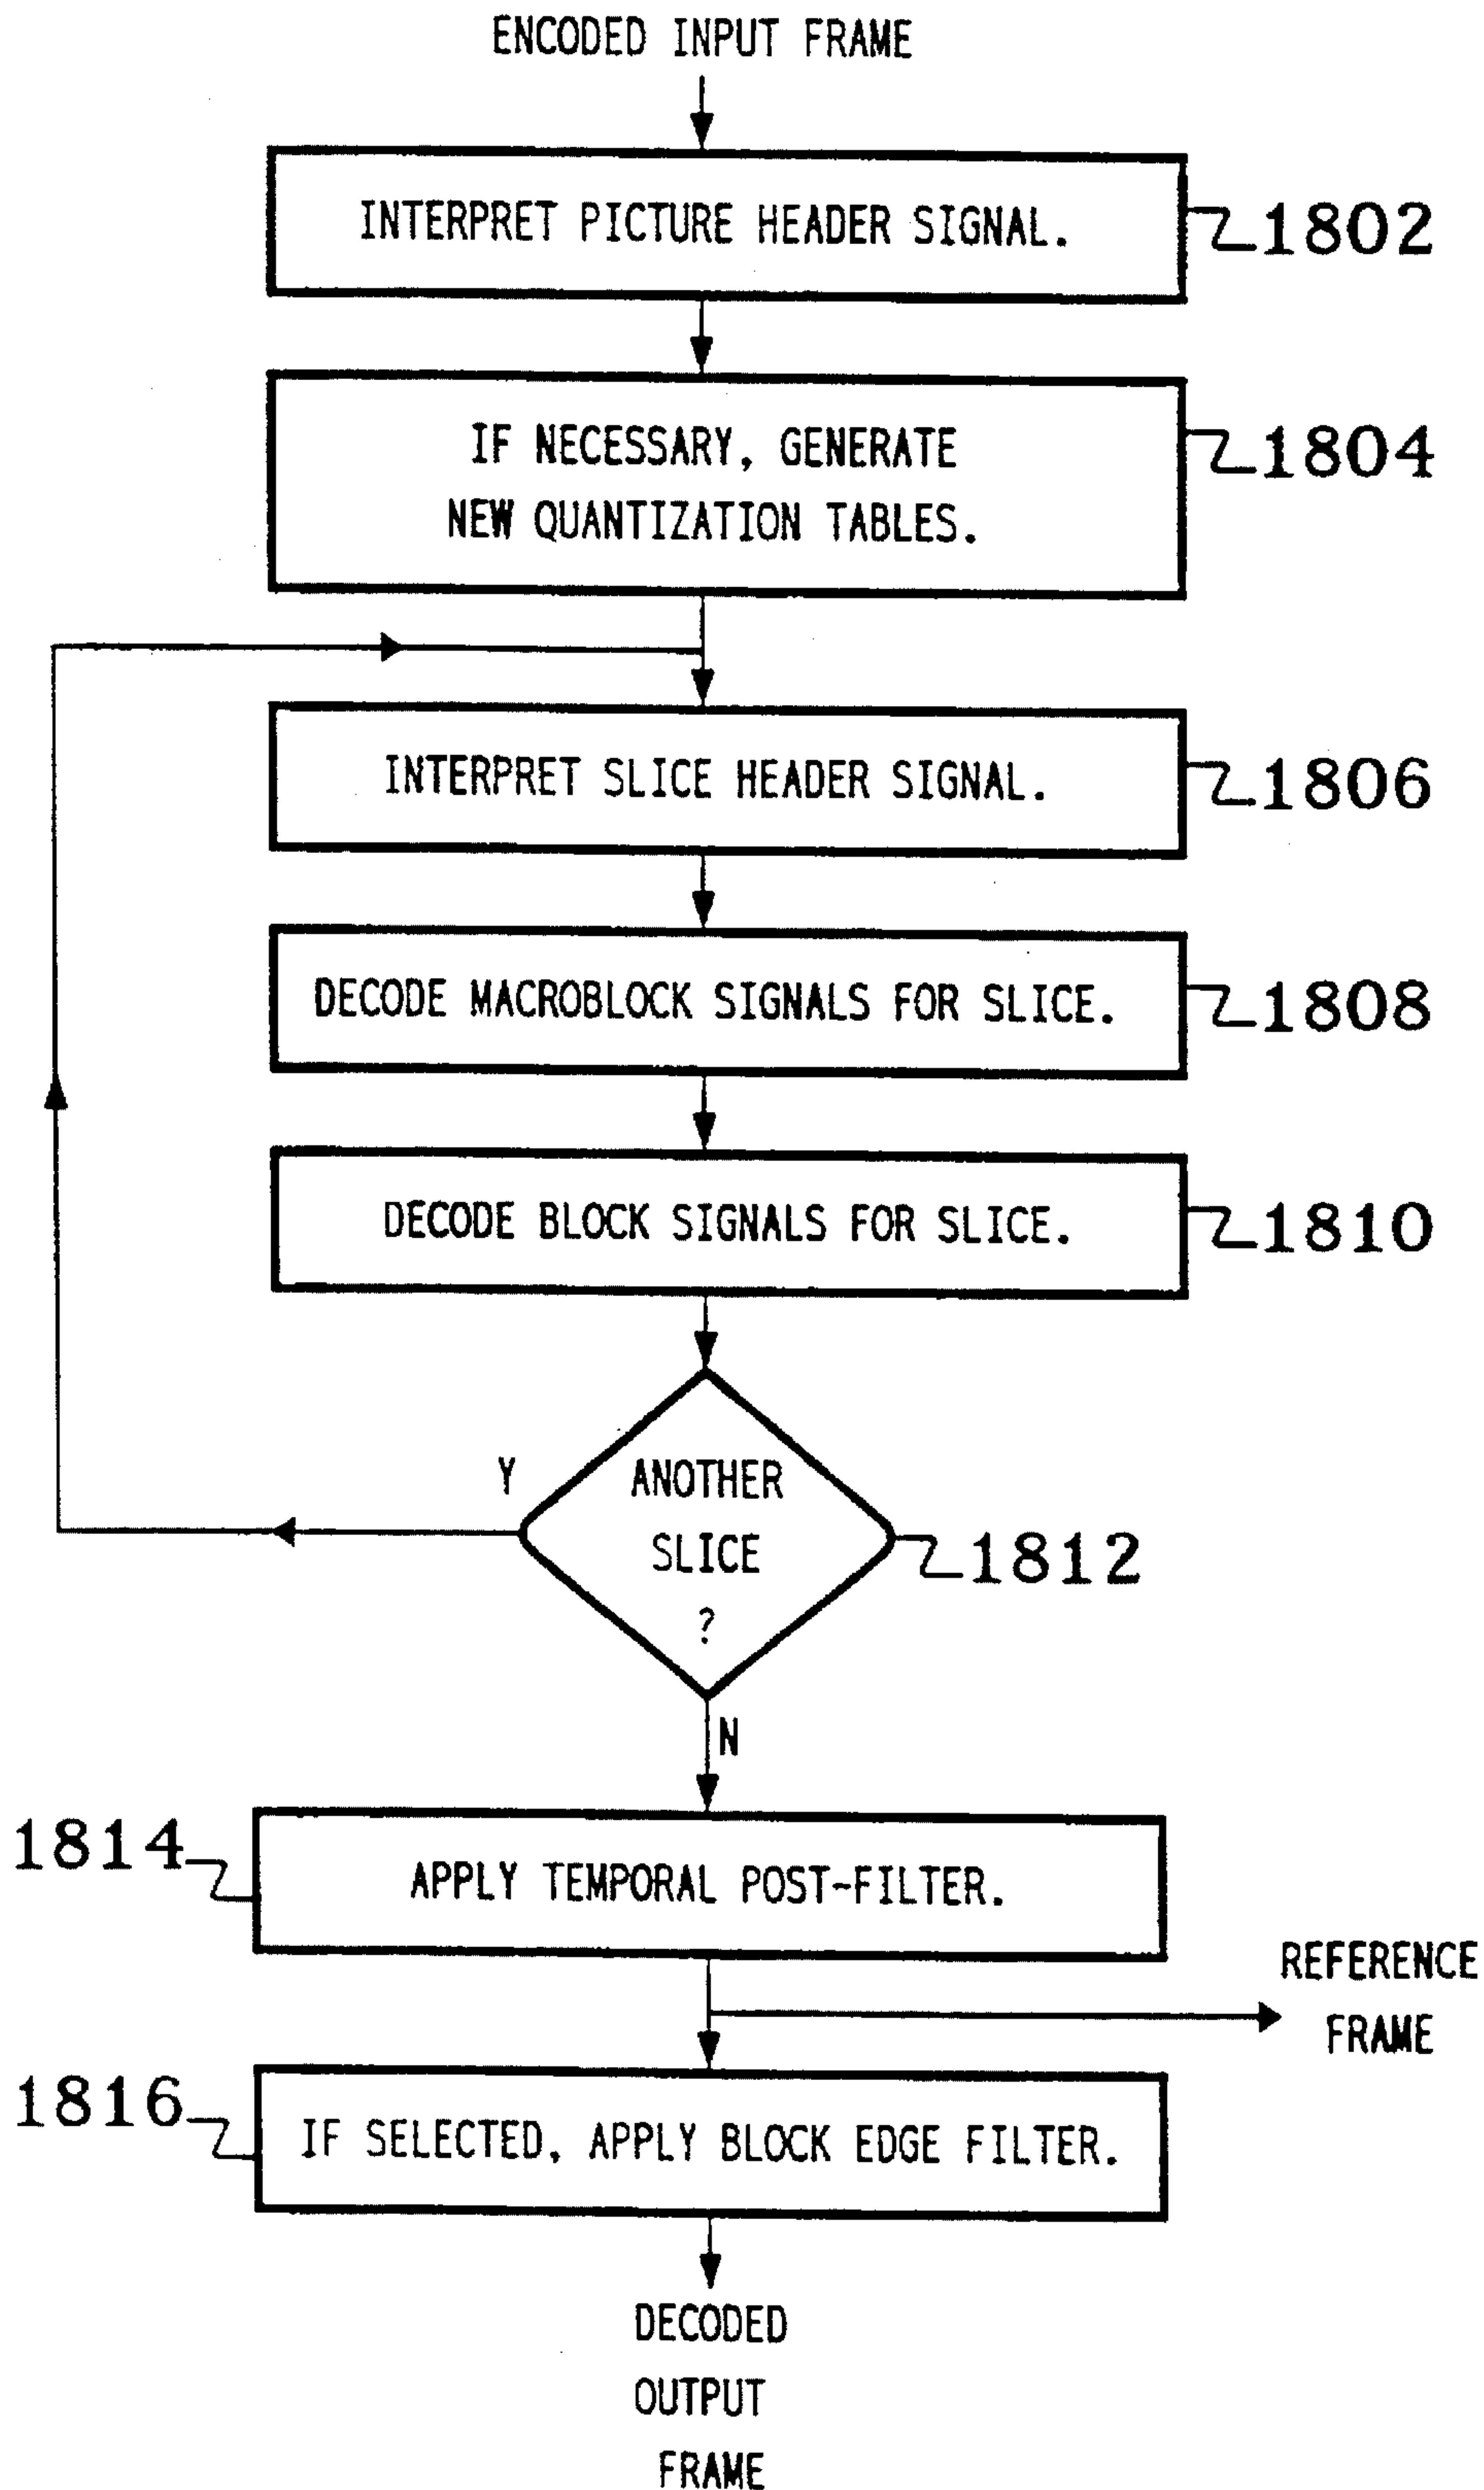 ENCODED INPUT FRAME
INTERPRET PICTURE HEADER SIGNAL.
1802
IF NECESSARY, GENERATE
NEW QUANTIZATION TABLES.
1804
INTERPRET SLICE HEADER SIGNAL.
1806
DECODE MACROBLOCK SIGNALS FOR SLICE.
1808
DECODE BLOCK SIGNALS FOR SLICE.
1810
Y
ANOTHER
SLICE
?
1812
N
1814
APPLY TEMPORAL POST-FILTER.
REFERENCE
FRAME
1816
IF SELECTED, APPLY BLOCK EDGE FILTER.
DECODED
OUTPUT
FRAME